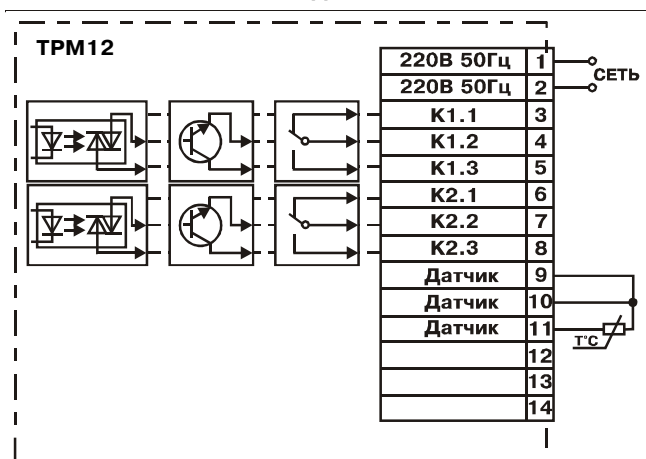 ТРМ12
220В 50Гц 1
СЕТЬ
220В 50Гц 2
К1.1 3
К1.2 4
К1.3 5
К2.1 6
К2.2 7
К2.3 8
Датчик 9
Датчик 10
Датчик 11
T°C
12
13
14